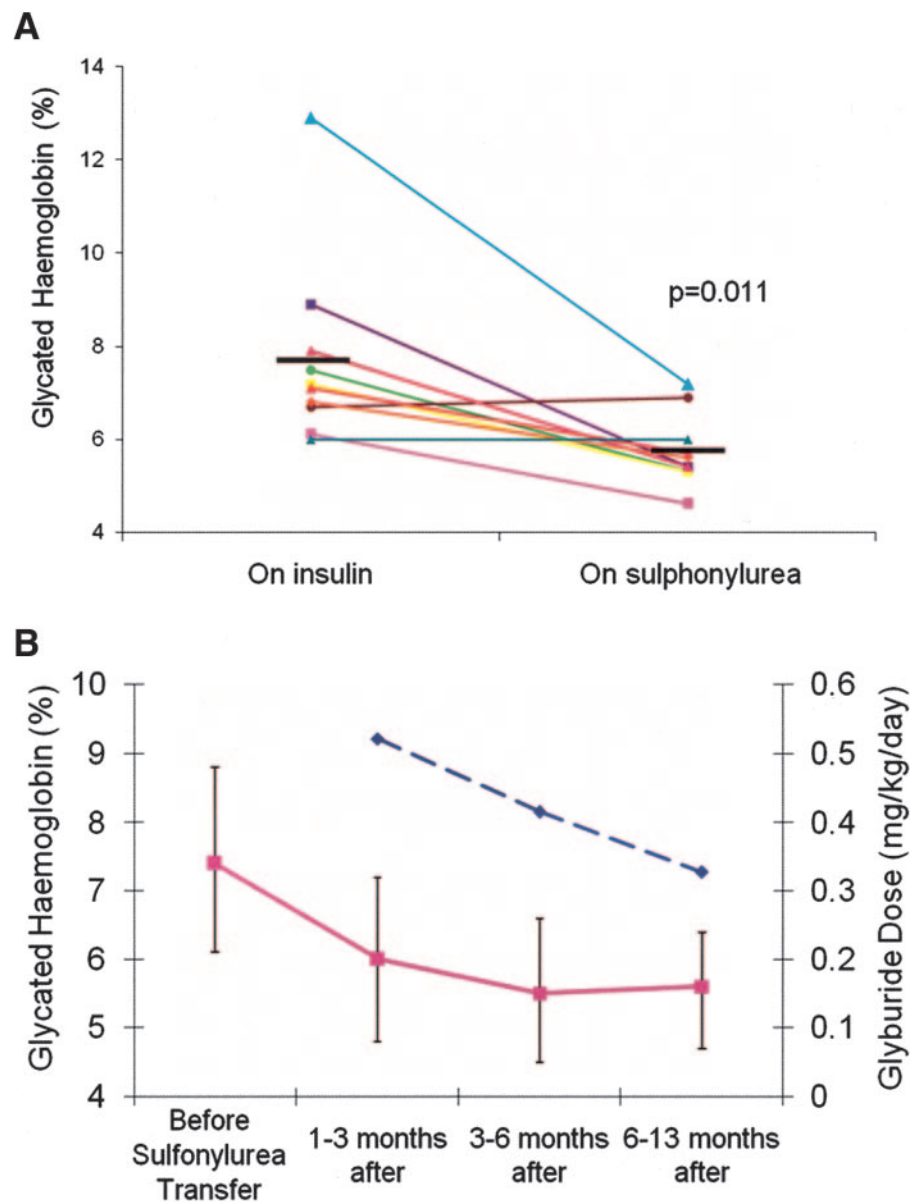 A
Glycated Haemoglobin (%)
14
12
10
8
6
4
p=0.011
On insulin
On sulphonylurea
B
Glycated Haemoglobin (%)
10
9
8
7
6
5
4
0.6
0.5
0.4
0.3
0.2
0.1
0
Glyburide Dose (mg/kg/day)
Before
Sulfonylurea
Transfer
1-3 months
after
3-6 months
after
6-13 months
after